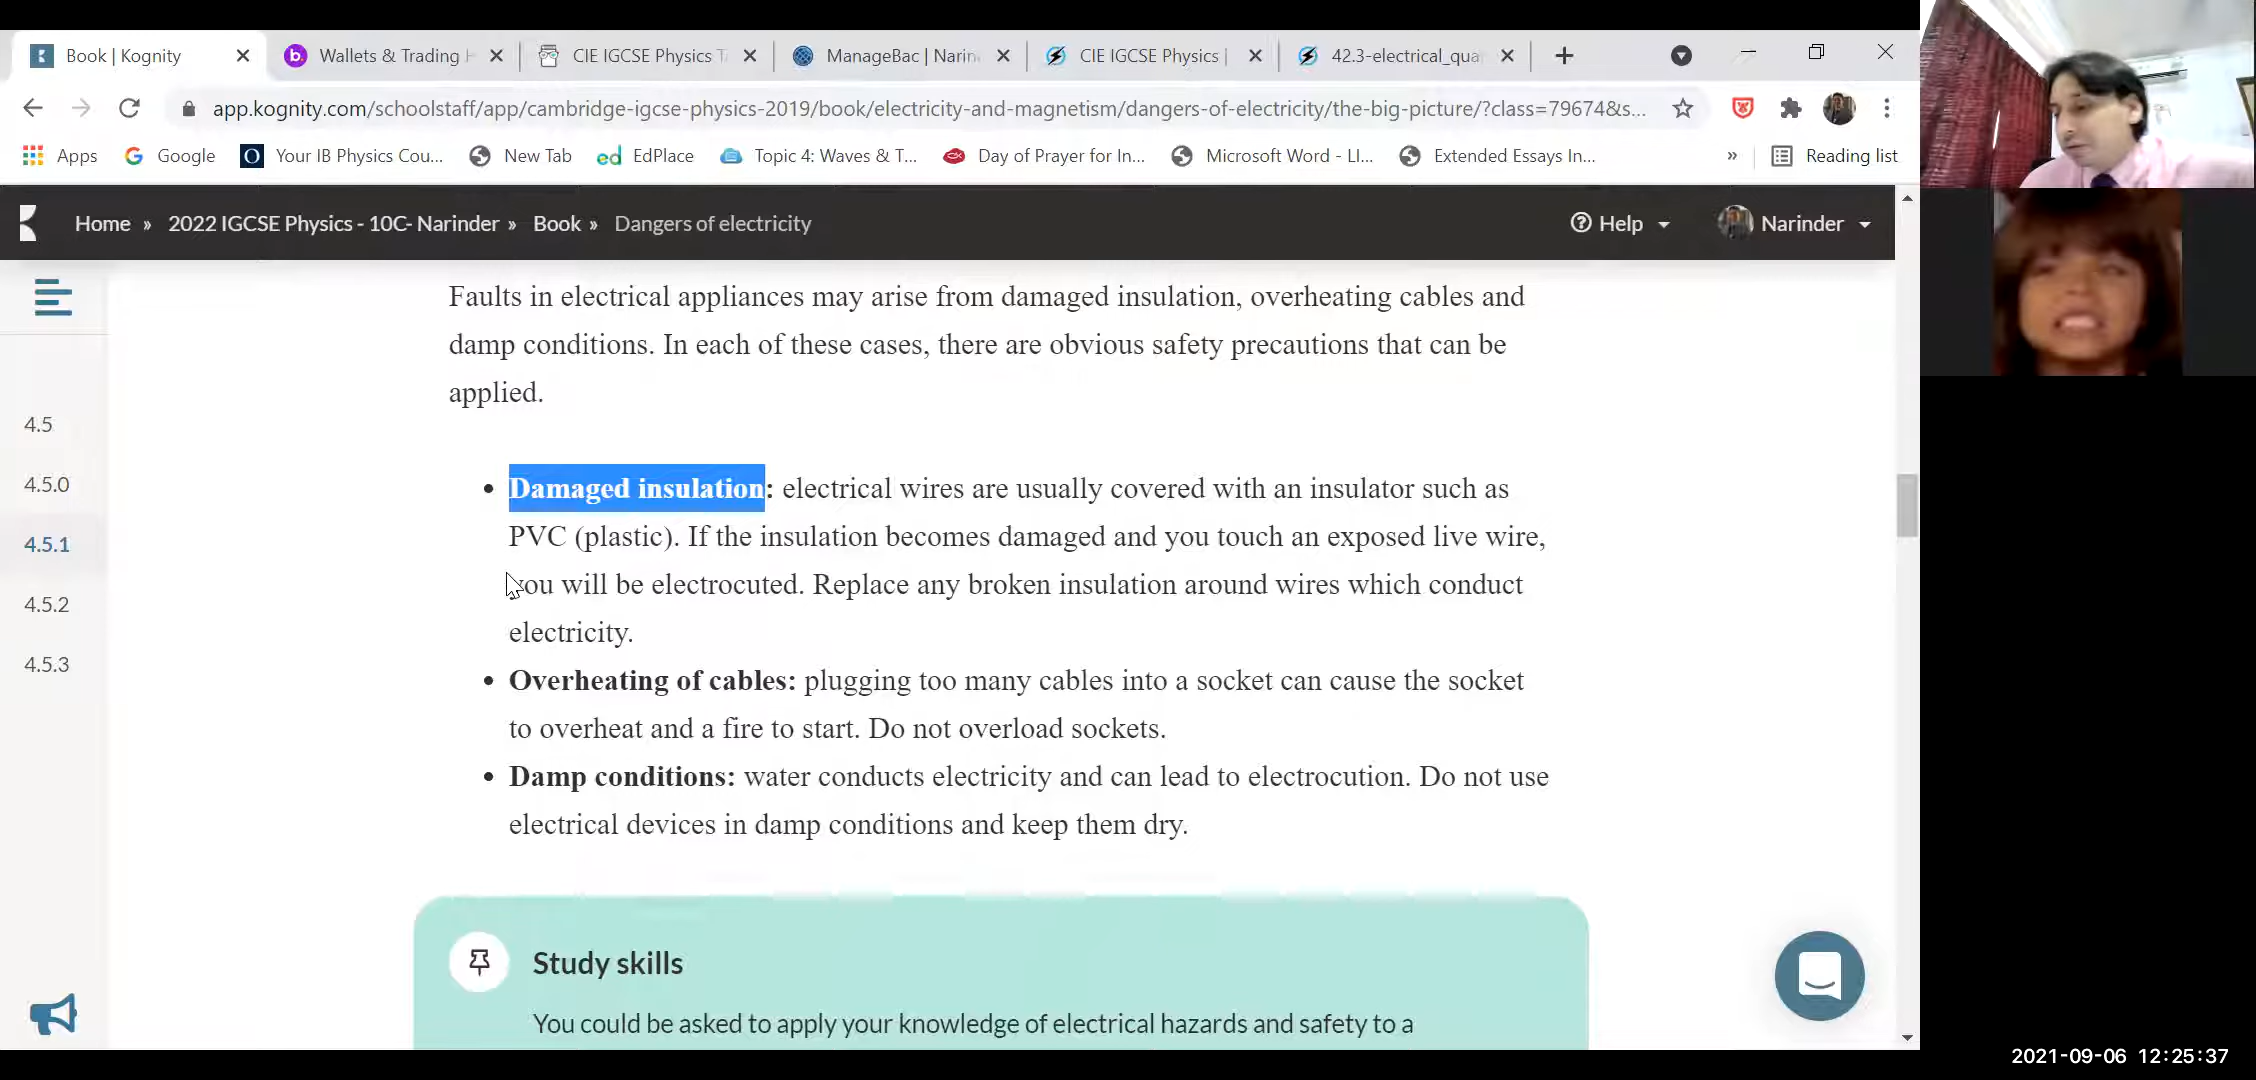 Book | Kognity
Wallets & Trading H
CIE IGCSE Physics T
ManageBac | Narin
CIE IGCSE Physics |
42.3-electrical_qua
app.kognity.com/schoolstaff/app/cambridge-igcse-physics-2019/book/electricity-and-magnetism/dangers-of-electricity/the-big-picture/?class=79674&s...
Apps
Google
Your IB Physics Cou...
New Tab
EdPlace
Topic 4: Waves & T...
Day of Prayer for In...
Microsoft Word - LI...
Extended Essays In...
»
Reading list
Home » 2022 IGCSE Physics - 10C- Narinder » Book » Dangers of electricity
Help
Narinder
4.5
4.5.0
4.5.1
4.5.2
4.5.3
Faults in electrical appliances may arise from damaged insulation, overheating cables and
damp conditions. In each of these cases, there are obvious safety precautions that can be
applied.
• Damaged insulation: electrical wires are usually covered with an insulator such as
PVC (plastic). If the insulation becomes damaged and you touch an exposed live wire,
you will be electrocuted. Replace any broken insulation around wires which conduct
electricity.
• Overheating of cables: plugging too many cables into a socket can cause the socket
to overheat and a fire to start. Do not overload sockets.
• Damp conditions: water conducts electricity and can lead to electrocution. Do not use
electrical devices in damp conditions and keep them dry.
Study skills
You could be asked to apply your knowledge of electrical hazards and safety to a
2021-09-06 12:25:37